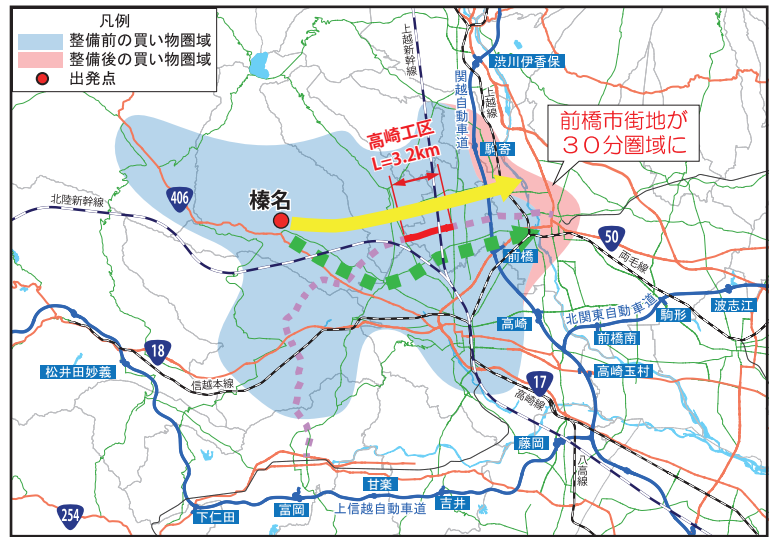 凡例
整備前の買い物圏域
整備後の買い物圏域
出発点
上越新幹線
関越自動車道
上越線
渋川伊香保
高崎工区
L=3.2km
駒寄
前橋市街地が
３０分圏域に
406
榛名
北陸新幹線
50
前橋
両毛線
高崎
北関東自動車道
波志江
駒形
前橋南
18
松井田妙義
信越本線
17
高崎玉村
高崎線
藤岡
八高線
甘楽
254
下仁田
富岡
上信越自動車道
吉井